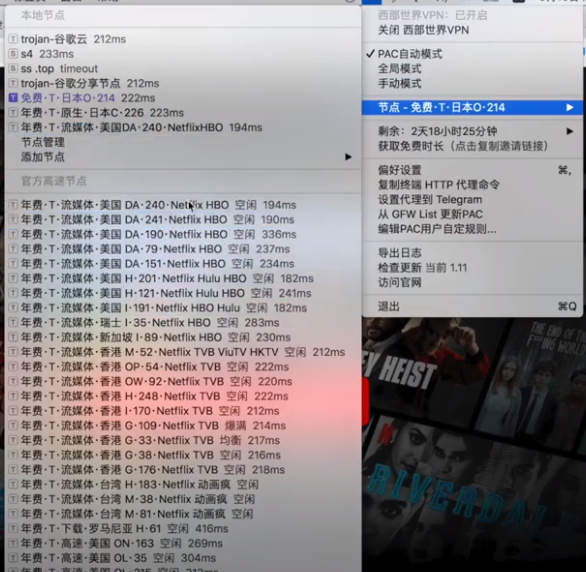 本地节点
trojan-谷歌云 212ms
s4 233ms
ss .top timeout
trojan-谷歌分享节点 212ms
免费·T·日本O·214 222ms
年费·T·原生·日本C·226 223ms
年费·T·流媒体·美国DA·240·NetflixHBO 194ms
节点管理
添加节点
官方高速节点
年费·T·流媒体·美国 DA·240·Netflix HBO 空闲 194ms
年费·T·流媒体·美国 DA·241·Netflix HBO 空闲 190ms
年费·T·流媒体·美国 DA·190·Netflix HBO 空闲 336ms
年费·T·流媒体·美国 DA·79·Netflix HBO 空闲 237ms
年费·T·流媒体·美国 DA·151·Netflix HBO 空闲 234ms
年费·T·流媒体·美国 H·201·Netflix Hulu HBO 空闲 182ms
年费·T·流媒体·美国 H·121·Netflix Hulu HBO 空闲 241ms
年费·T·流媒体·美国 I·191·Netflix HBO Hulu 空闲 182ms
年费·T·流媒体·瑞士 I·35·Netflix HBO 空闲 283ms
年费·T·流媒体·新加坡 I·89·Netflix HBO 空闲 230ms
年费·T·流媒体·香港 M·52·Netflix TVB ViuTV HKTV 空闲 212ms
年费·T·流媒体·香港 OP·54·Netflix TVB 空闲 222ms
年费·T·流媒体·香港 OW·92·Netflix TVB 空闲 220ms
年费·T·流媒体·香港 H·248·Netflix TVB 空闲 222ms
年费·T·流媒体·香港 I·170·Netflix TVB 空闲 212ms
年费·T·流媒体·香港 G·109·Netflix TVB 爆满 214ms
年费·T·流媒体·香港 G·33·Netflix TVB 均衡 217ms
年费·T·流媒体·香港 G·38·Netflix TVB 空闲 216ms
年费·T·流媒体·香港 G·176·Netflix TVB 空闲 218ms
年费·T·流媒体·台湾 H·183·Netflix 动画疯 空闲
年费·T·流媒体·台湾 M·38·Netflix 动画疯 空闲
年费·T·流媒体·台湾 M·81·Netflix 动画疯 空闲
年费·T·下载·罗马尼亚 H·61 空闲 416ms
年费·T·高速·美国 ON·163 空闲 269ms
年费·T·高速·美国 OL·35 空闲 304ms
西部世界VPN：已开启
关闭 西部世界VPN
PAC自动模式
全局模式
手动模式
节点 - 免费·T·日本O·214
剩余：2天18小时25分钟
获取免费时长（点击复制邀请链接）
偏好设置 ⌘,
复制终端 HTTP 代理命令
设置代理到 Telegram
从 GFW List 更新PAC
编辑PAC用户自定规则...
导出日志
检查更新 当前 1.11
访问官网
退出 ⌘Q
HEIST
THE END OF THE
F***ING WORLD
RIVERDALE